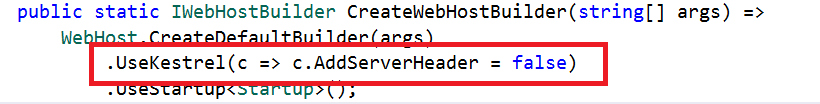 public static IWebHostBuilder CreateWebHostBuilder(string[] args) =>
WebHost.CreateDefaultBuilder(args)
.UseKestrel(c => c.AddServerHeader = false)
.UseStartup<Startup>();